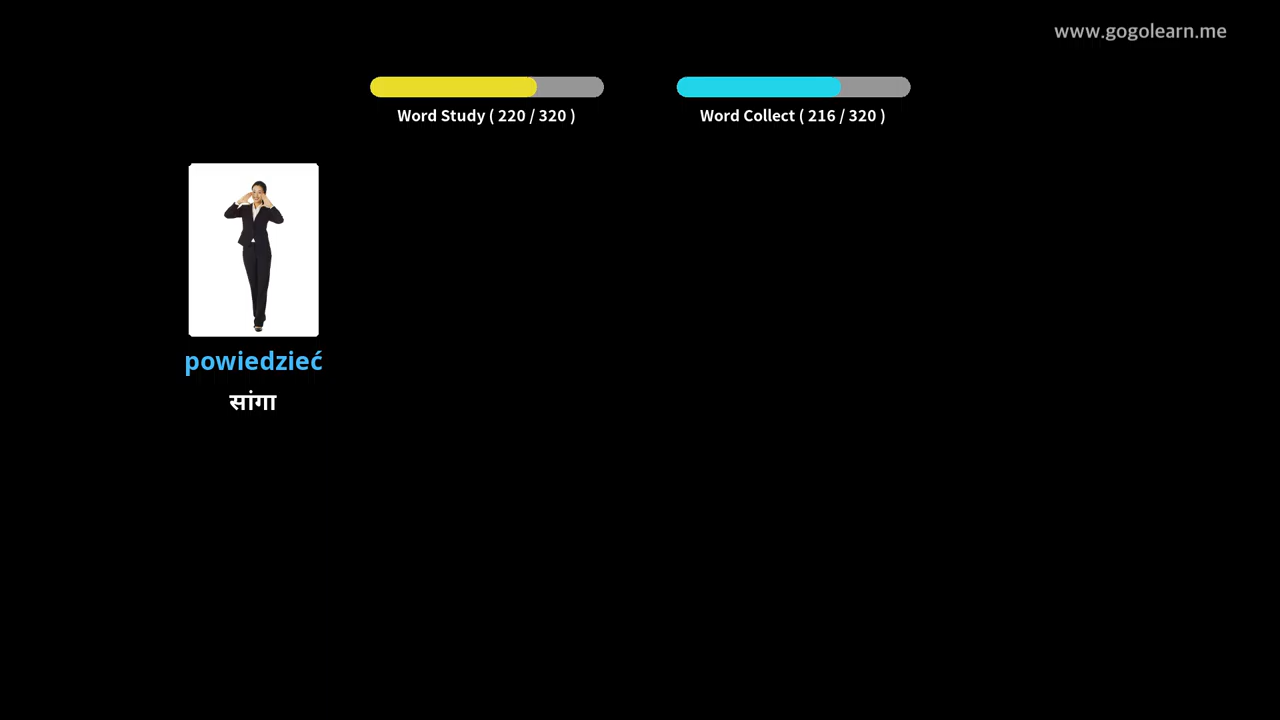 www.gogolearn.me
Word Study ( 220 / 320 )
Word Collect ( 216 / 320 )
powiedzieć
सांगा